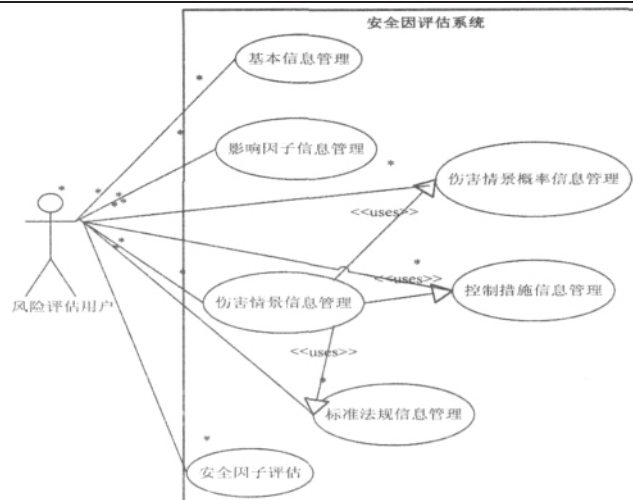 安全因评估系统
基本信息管理
*
*
影响因子信息管理
*
伤害情景概率信息管理
*
*
*
*
*
<<uses>>
风险评估用户
*
*
*
*
伤害情景信息管理
<<uses>>
控制措施信息管理
<<uses>>
*
标准法规信息管理
*
安全因子评估